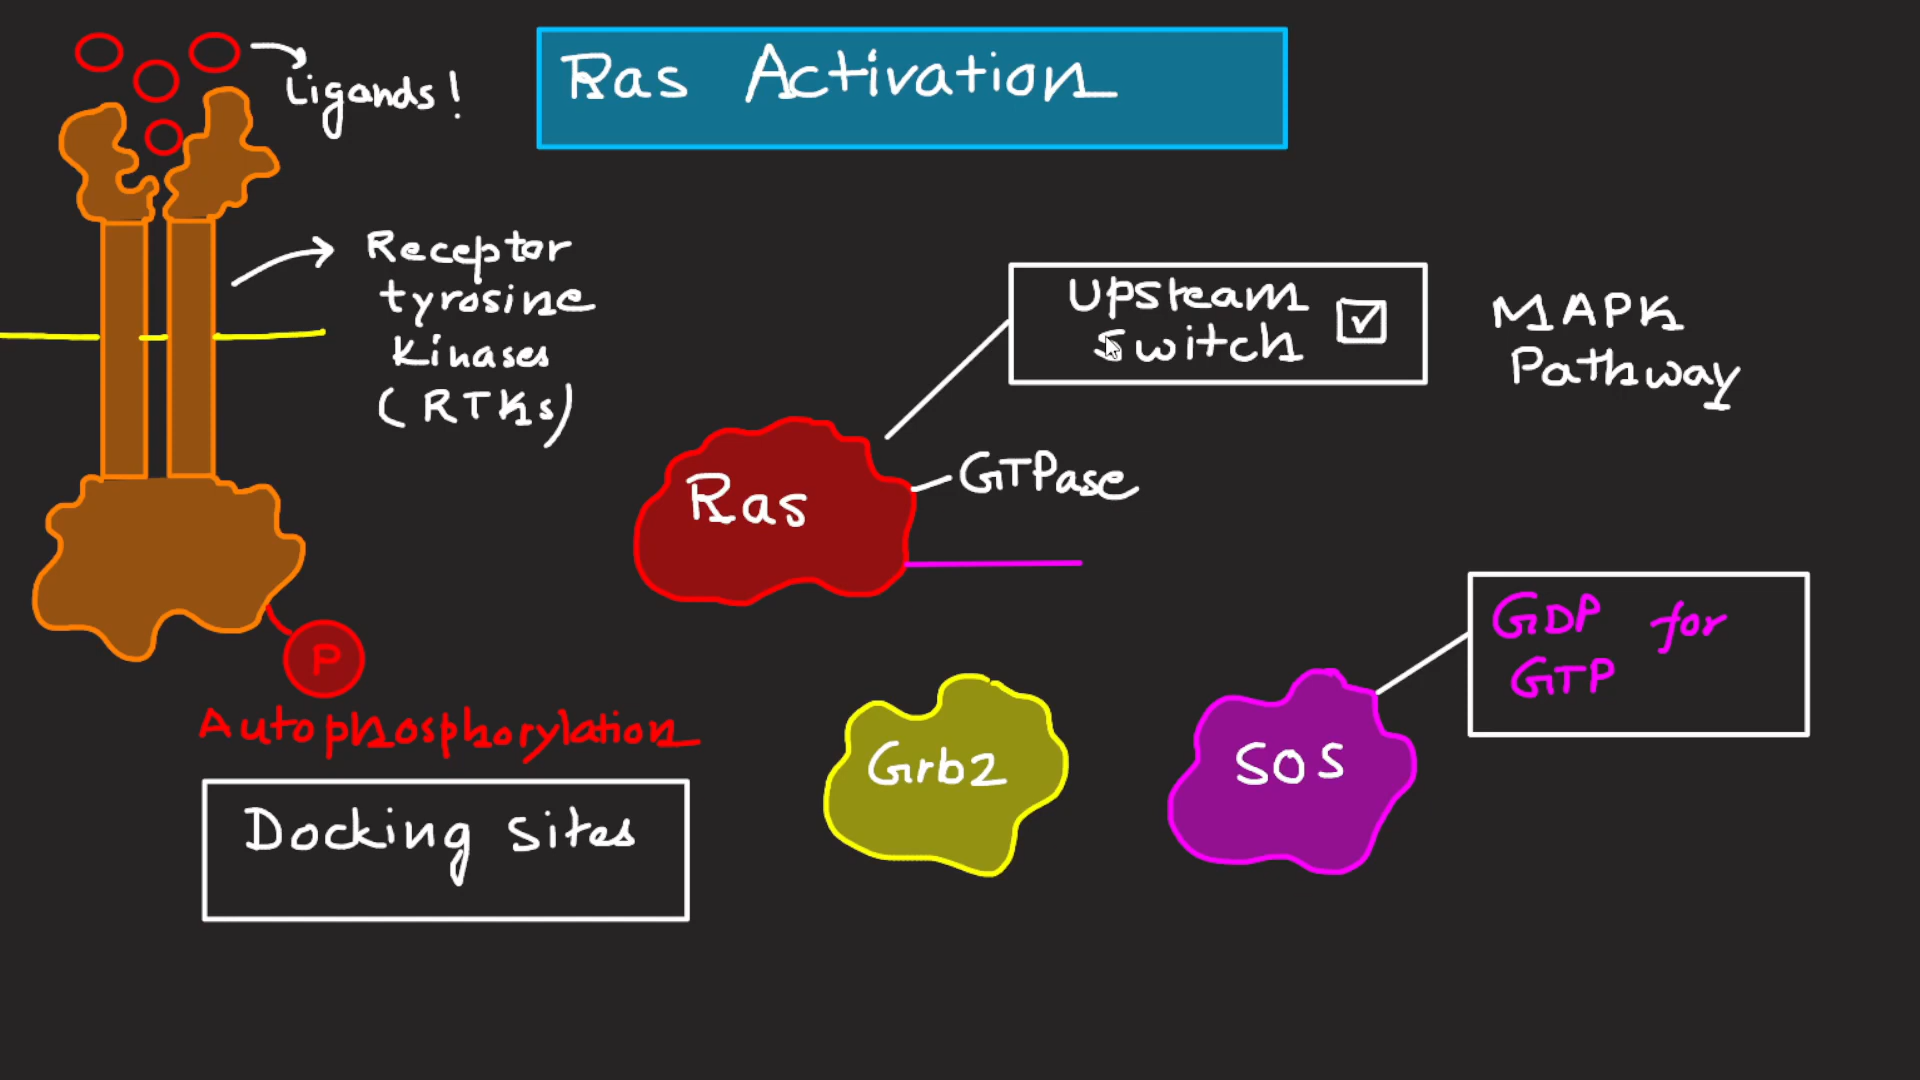 Ras Activation
Ligands!
Receptor
tyrosine
kinases
(RTKs)
Upstream
switch
MAPK
Pathway
Ras
GTPase
GDP for
GTP
P
Autophosphorylation
Grb2
SOS
Docking sites